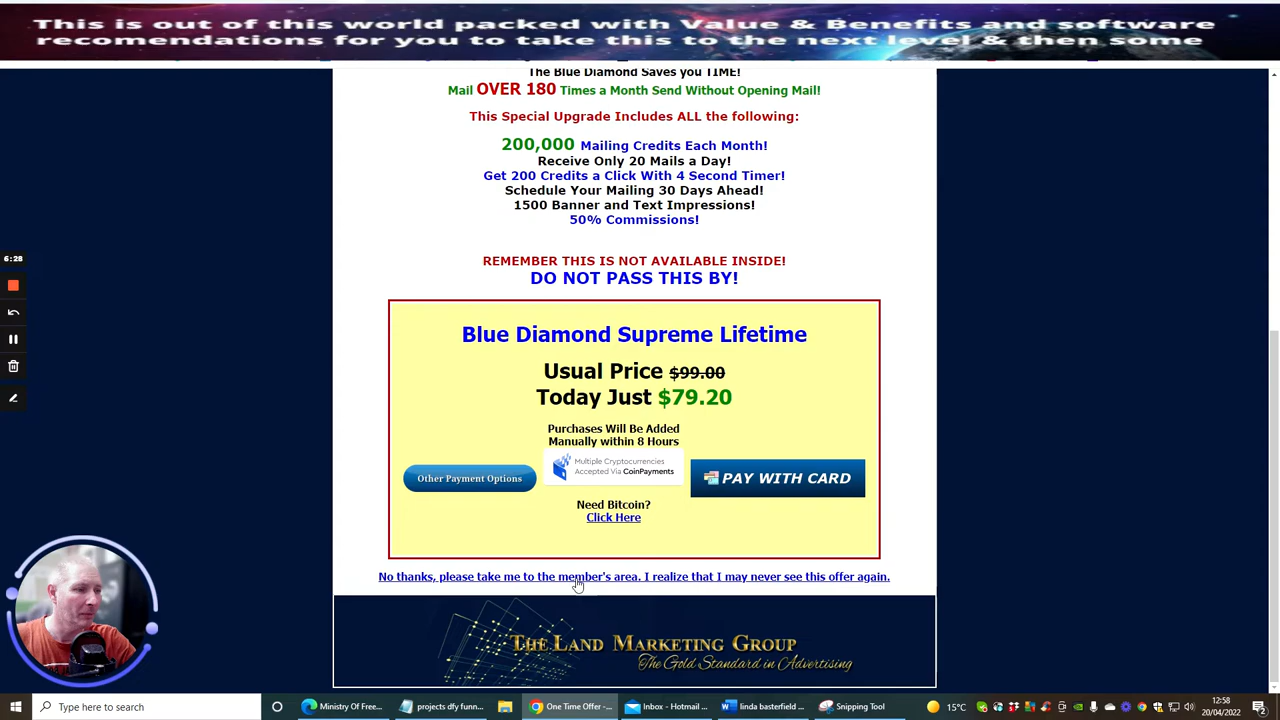 This is out of this world packed with Value & Benefits and software
recomendations for you to take this to the next level & then some
The Blue Diamond Saves you TIME!
Mail OVER 180 Times a Month Send Without Opening Mail!
This Special Upgrade Includes ALL the following:
200,000 Mailing Credits Each Month!
Receive Only 20 Mails a Day!
Get 200 Credits a Click With 4 Second Timer!
Schedule Your Mailing 30 Days Ahead!
1500 Banner and Text Impressions!
50% Commissions!
REMEMBER THIS IS NOT AVAILABLE INSIDE!
DO NOT PASS THIS BY!
6:28
Blue Diamond Supreme Lifetime
Usual Price $99.00
Today Just $79.20
Purchases Will Be Added
Manually within 8 Hours
Other Payment Options
Multiple Cryptocurrencies
Accepted Via CoinPayments
PAY WITH CARD
Need Bitcoin?
Click Here
No thanks, please take me to the member's area. I realize that I may never see this offer again.
The Land Marketing Group
The Gold Standard in Advertising
Type here to search
Ministry Of Free...
projects dfy funn...
One Time Offer -...
Inbox - Hotmail ...
linda basterfield ...
Snipping Tool
15°C
12:58
20/04/2022